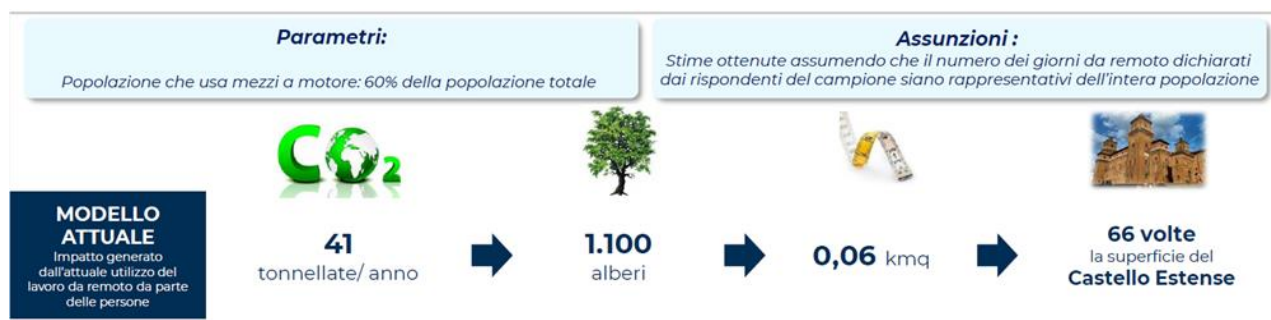 Parametri:
Popolazione che usa mezzi a motore: 60% della popolazione totale
Assunzioni :
Stime ottenute assumendo che il numero dei giorni da remoto dichiarati
dai rispondenti del campione siano rappresentativi dell'intera popolazione
CO2
MODELLO
ATTUALE
Impatto generato
dall'attuale utilizzo del
lavoro da remoto da parte
delle persone
41
tonnellate/ anno
1.100
alberi
0,06 kmq
66 volte
la superficie del
Castello Estense